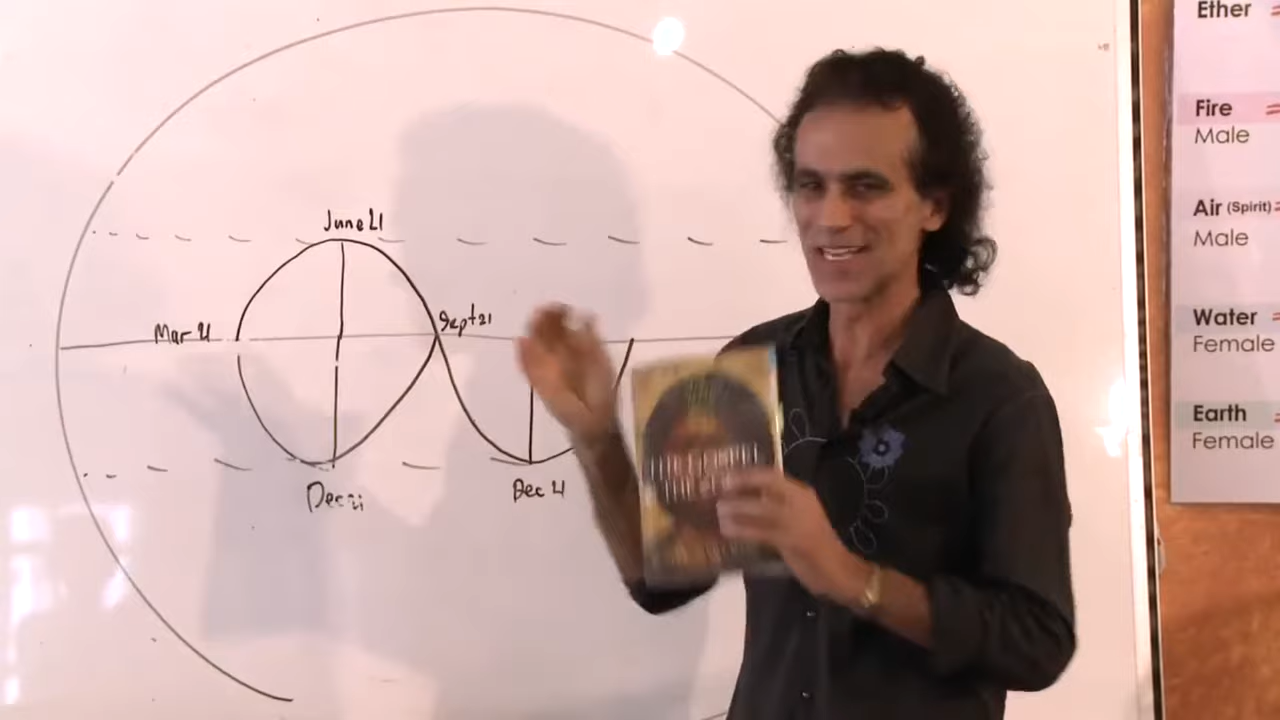 June 21
Mar 21
Sept 21
Dec 21
Dec 21
Ether =
Fire =
Male
Air (Spirit) =
Male
Water =
Female
Earth =
Female